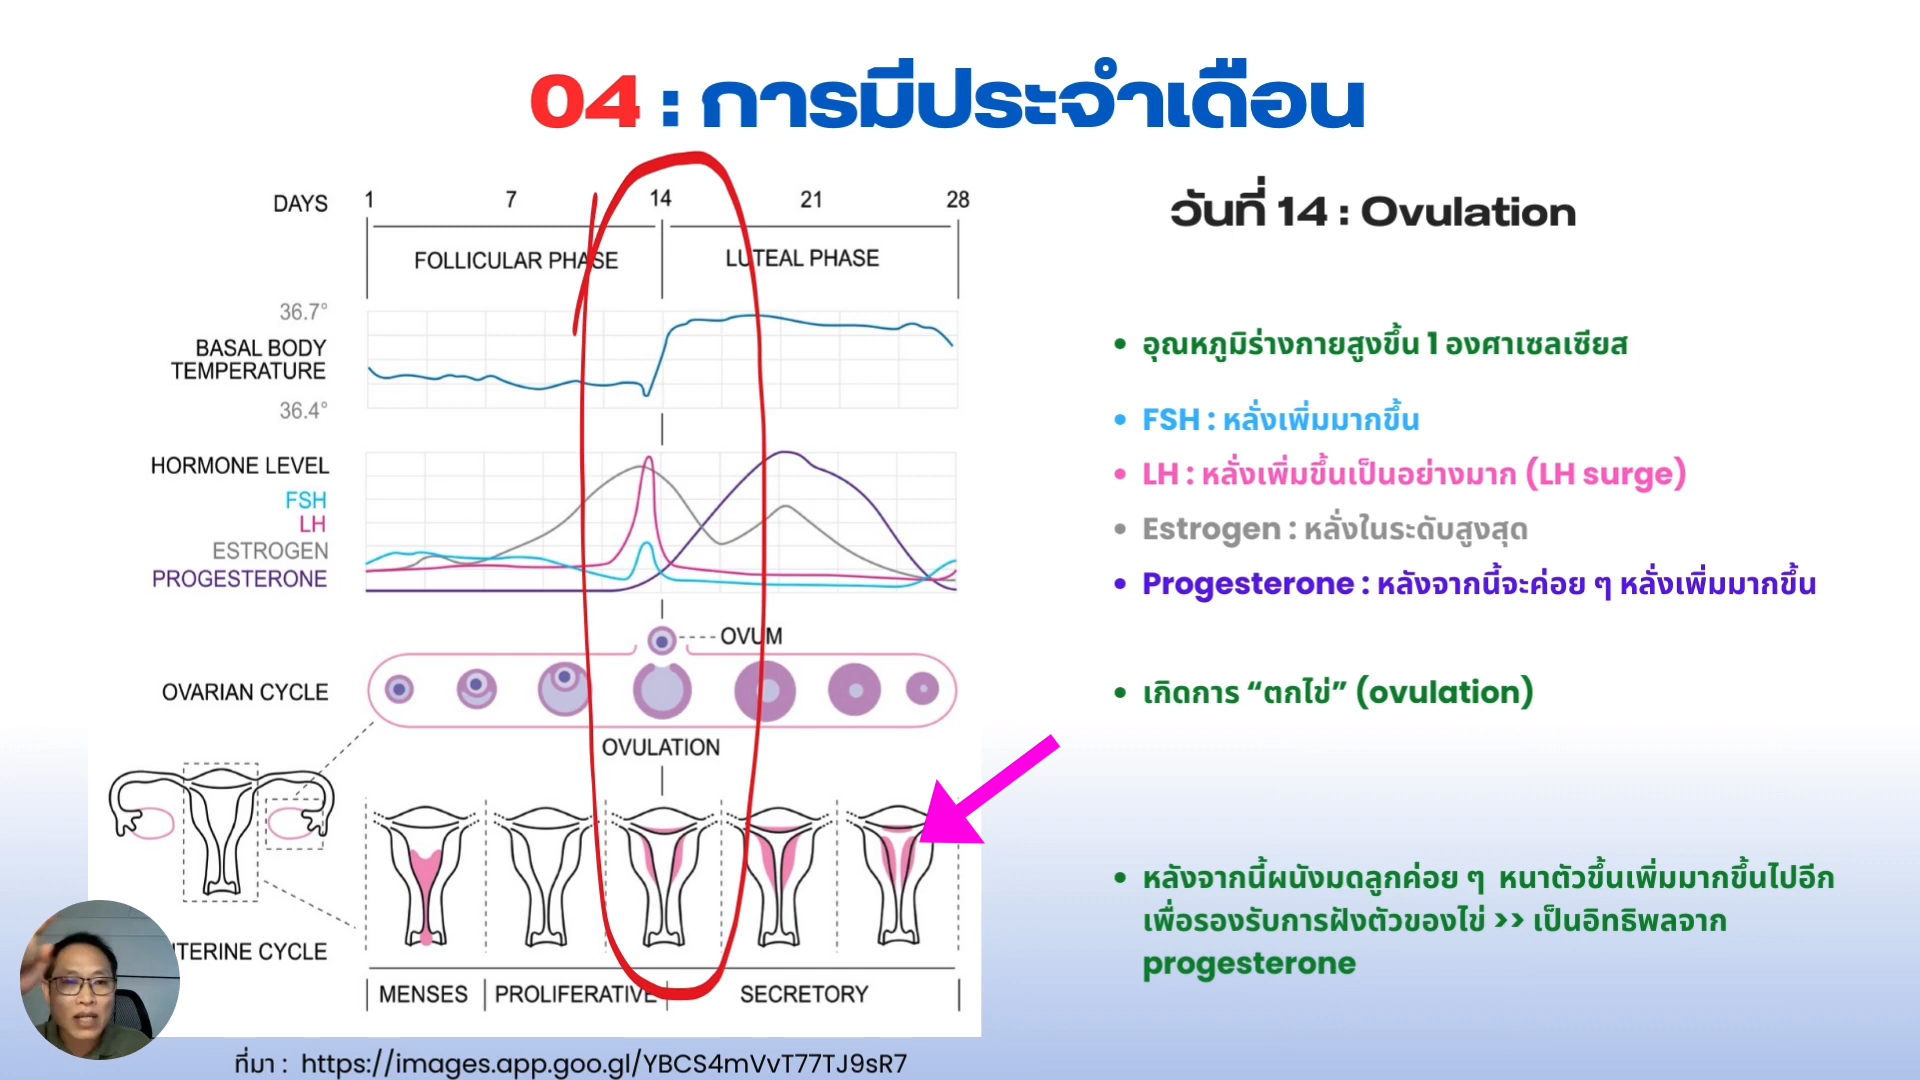 04 : การมีประจำเดือน
DAYS 1 7 14 21 28
FOLLICULAR PHASE
LUTEAL PHASE
36.7°
BASAL BODY
TEMPERATURE
36.4°
HORMONE LEVEL
FSH
LH
ESTROGEN
PROGESTERONE
OVUM
OVARIAN CYCLE
OVULATION
TERINE CYCLE
MENSES
PROLIFERATIVE
SECRETORY
ที่มา : https://images.app.goo.gl/YBCS4mVvT77TJ9sR7
วันที่ 14 : Ovulation
• อุณหภูมิร่างกายสูงขึ้น 1 องศาเซลเซียส
• FSH : หลั่งเพิ่มมากขึ้น
• LH : หลั่งเพิ่มขึ้นเป็นอย่างมาก (LH surge)
• Estrogen : หลั่งในระดับสูงสุด
• Progesterone : หลังจากนี้จะค่อย ๆ หลั่งเพิ่มมากขึ้น
• เกิดการ “ตกไข่” (ovulation)
• หลังจากนี้ผนังมดลูกค่อย ๆ หนาตัวขึ้นเพิ่มมากขึ้นไปอีก
เพื่อรองรับการฝังตัวของไข่ >> เป็นอิทธิพลจาก
progesterone